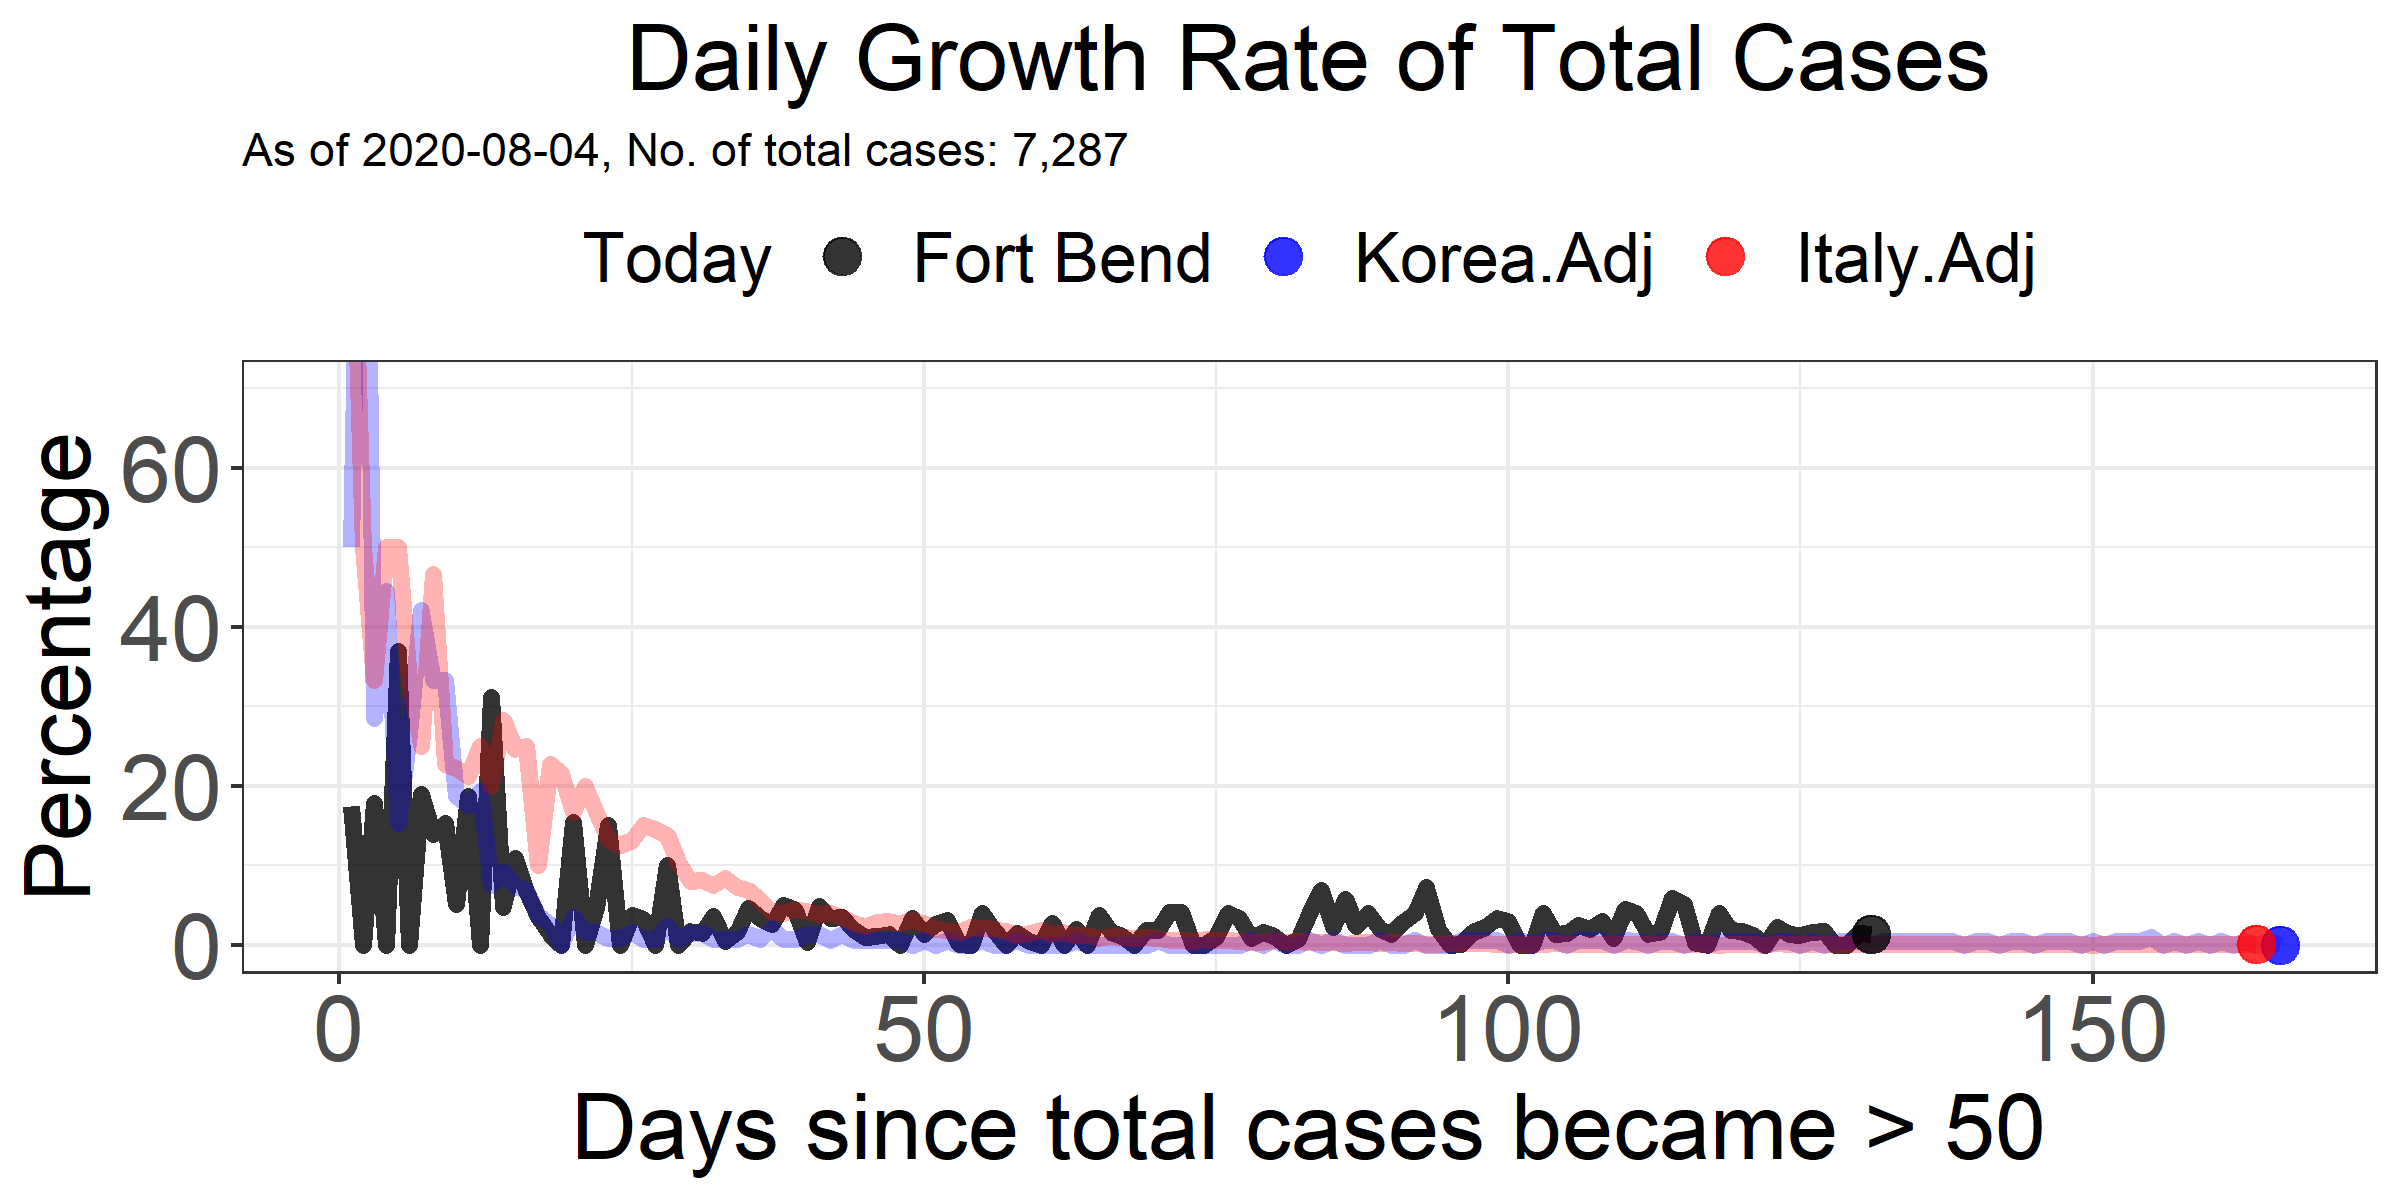 Daily Growth Rate of Total Cases
As of 2020-08-04, No. of total cases: 7,287
Today Fort Bend Korea.Adj Italy.Adj
Percentage
60
40
20
0
0 50 100 150
Days since total cases became > 50